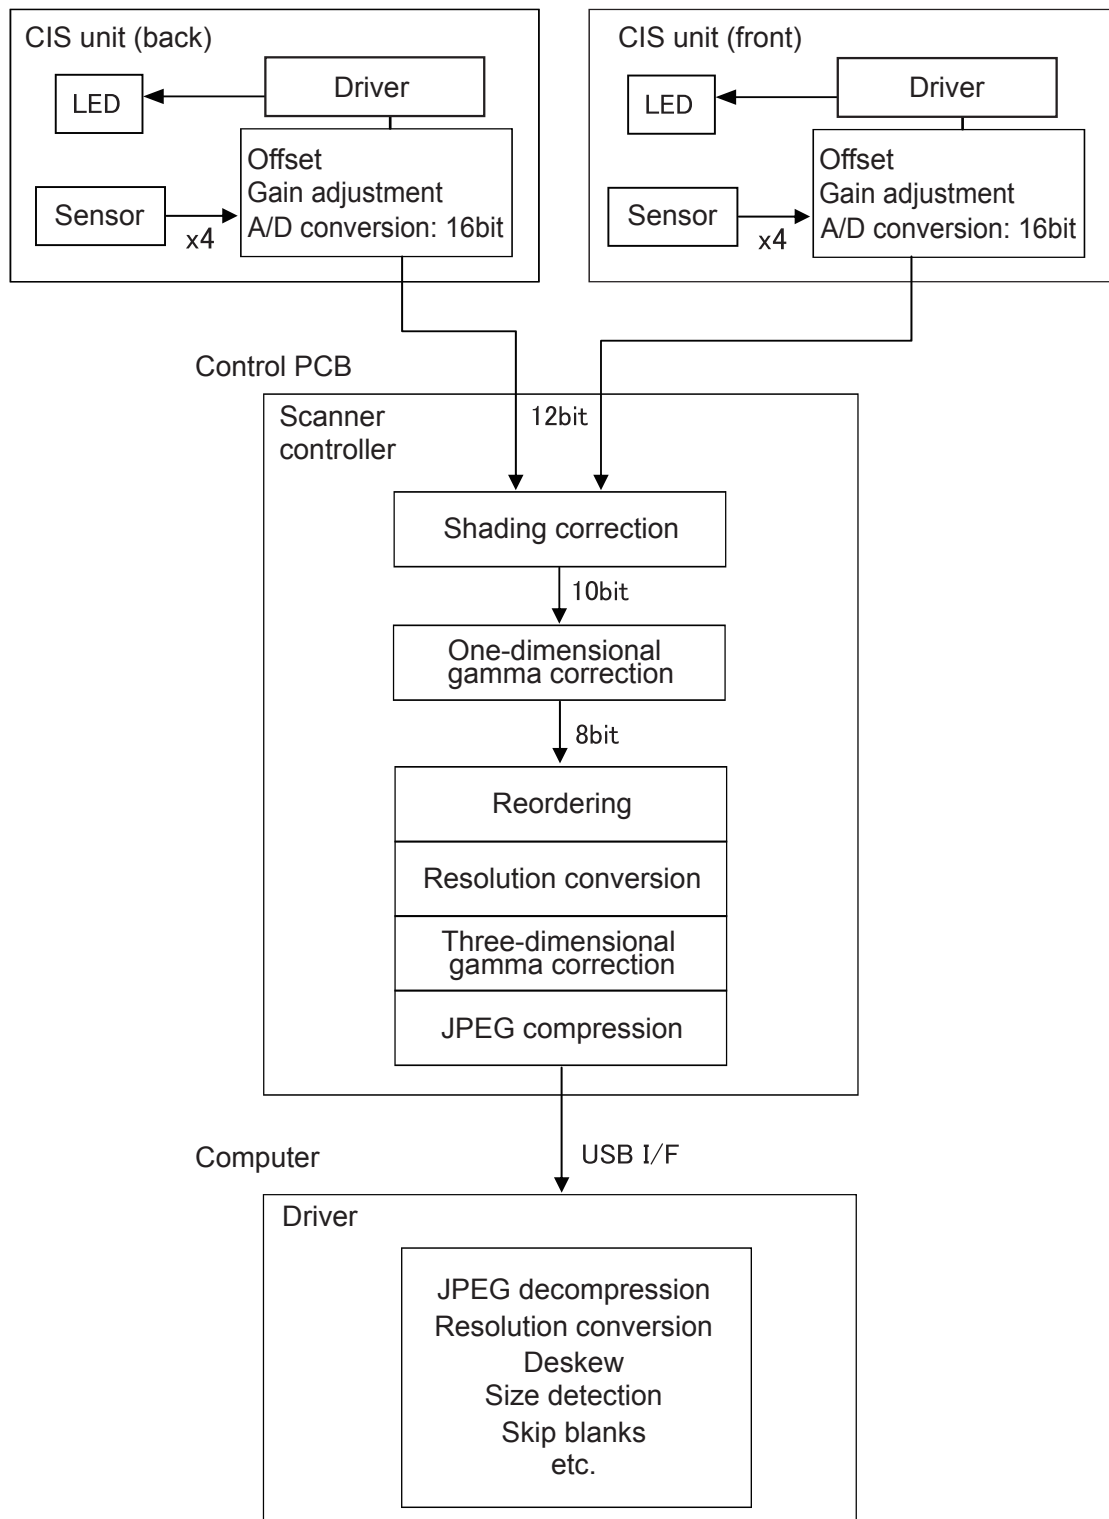 CIS unit (back)
LED
Driver
Offset
Gain adjustment
A/D conversion: 16bit
Sensor
x4
CIS unit (front)
LED
Driver
Offset
Gain adjustment
A/D conversion: 16bit
Sensor
x4
Control PCB
Scanner
controller
12bit
Shading correction
10bit
One-dimensional
gamma correction
8bit
Reordering
Resolution conversion
Three-dimensional
gamma correction
JPEG compression
USB I/F
Computer
Driver
JPEG decompression
Resolution conversion
Deskew
Size detection
Skip blanks
etc.